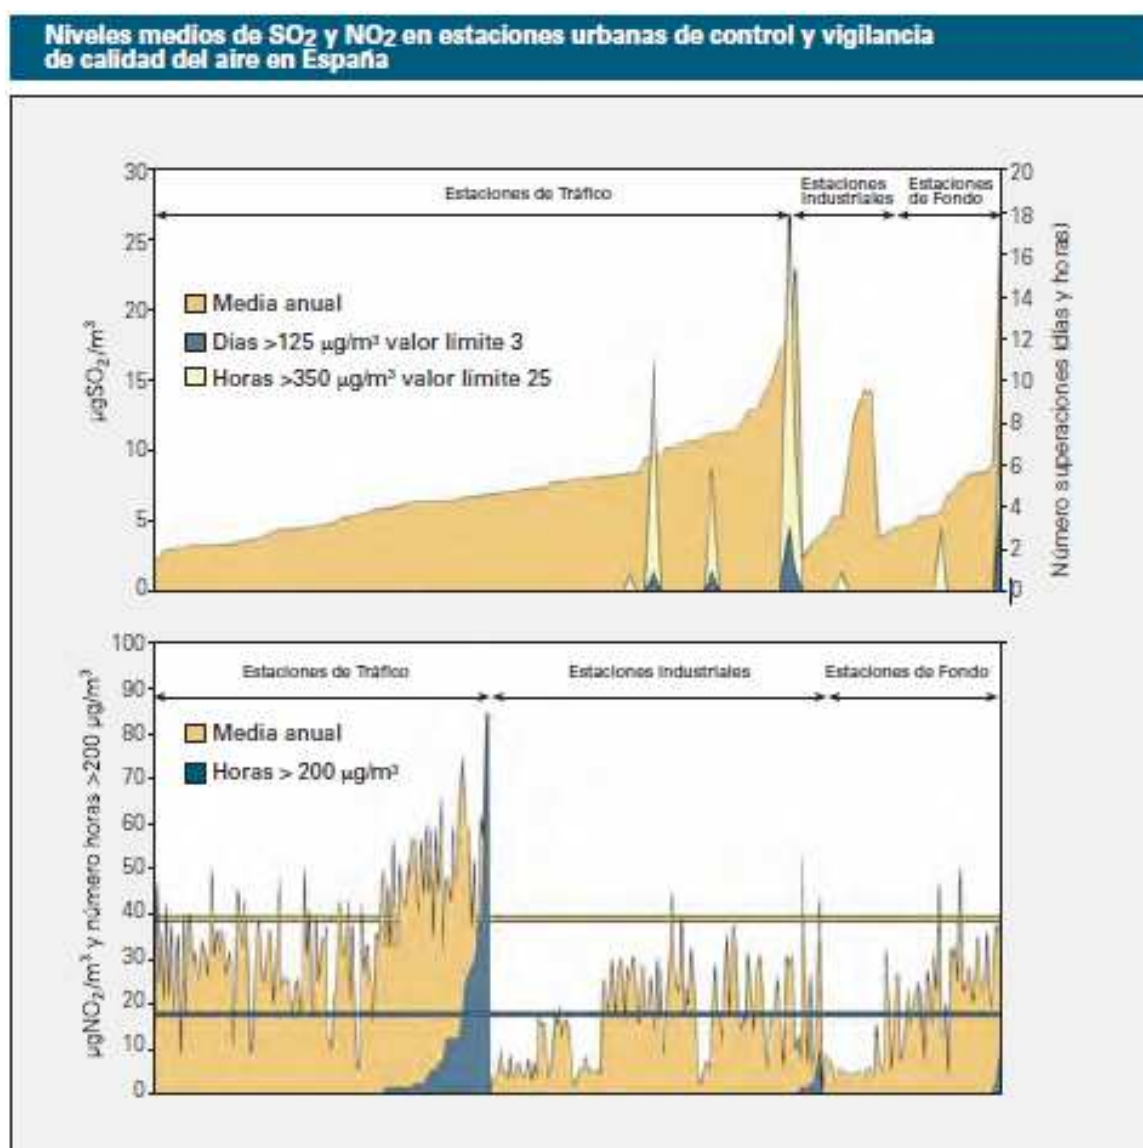 Niveles medios de SO2 y NO2 en estaciones urbanas de control y vigilancia
de calidad del aire en España
30
25
20
15
10
5
0
µgSO2/m³
Estaciones de Tráfico
Estaciones
Industriales
Estaciones
de Fondo
Media anual
Dias >125 µg/m³ valor limite 3
Horas >350 µg/m³ valor limite 25
20
18
16
14
12
10
8
6
4
2
0
Número superaciones (días y horas)
100
90
80
70
60
50
40
30
20
10
0
µgNO2/m³ y número horas >200 µg/m³
Estaciones de Tráfico
Estaciones Industriales
Estaciones de Fondo
Media anual
Horas > 200 µg/m³